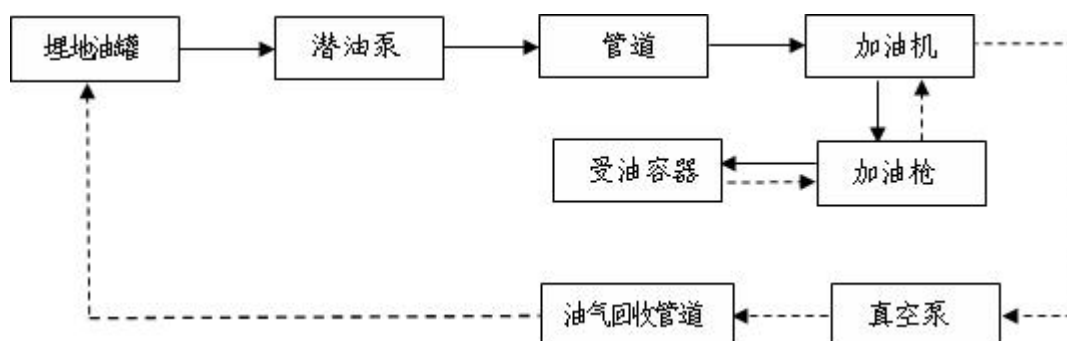 埋地油罐
潜油泵
管道
加油机
受油容器
加油枪
油气回收管道
真空泵